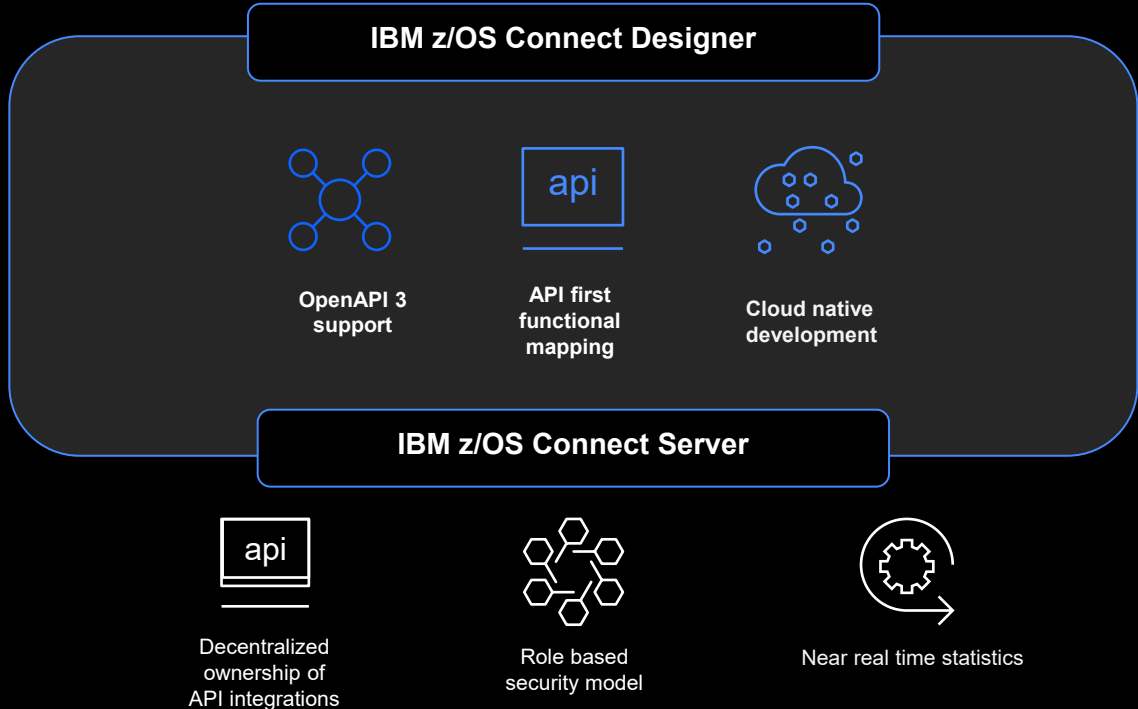 IBM z/OS Connect Designer
api
OpenAPI 3
support
API first
functional
mapping
Cloud native
development
IBM z/OS Connect Server
api
Decentralized
ownership of
API integrations
Role based
security model
Near real time statistics